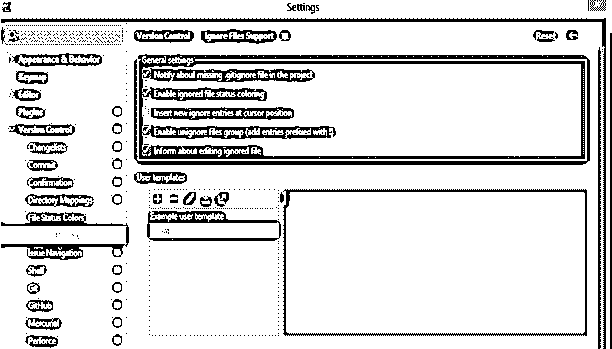 Settings
Version Control
Ignore Files Support
Reset
Appearance & Behavior
Keymap
Editor
Plugins
Version Control
Changelists
Commit
Confirmation
Directory Mappings
File Status Colors
Issue Navigation
Shelf
Git
GitHub
Mercurial
Perforce
General settings
Notify about missing .gitignore file in the project
Enable ignored file status coloring
Insert new ignore entries at cursor position
Enable unignore files group (add entries prefixed with !)
Inform about editing ignored file
User templates
Example user template